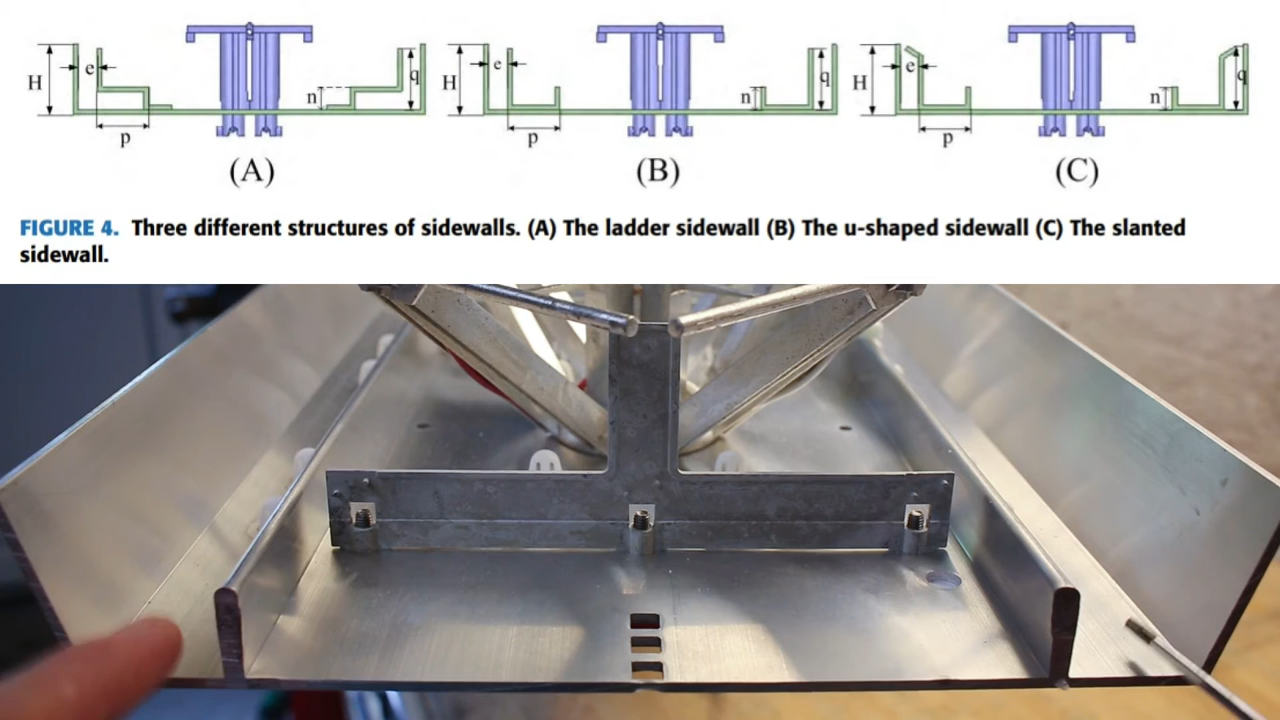 H
e
p
n
q
(A)
H
e
p
n
q
(B)
H
e
p
n
q
(C)
FIGURE 4. Three different structures of sidewalls. (A) The ladder sidewall (B) The u-shaped sidewall (C) The slanted
sidewall.